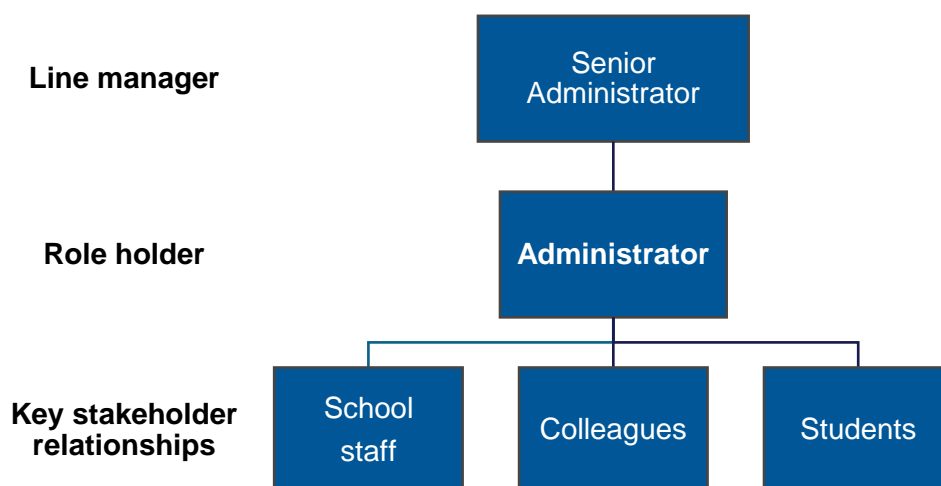 Line manager
Senior
Administrator
Role holder
Administrator
Key stakeholder
relationships
School
staff
Colleagues
Students